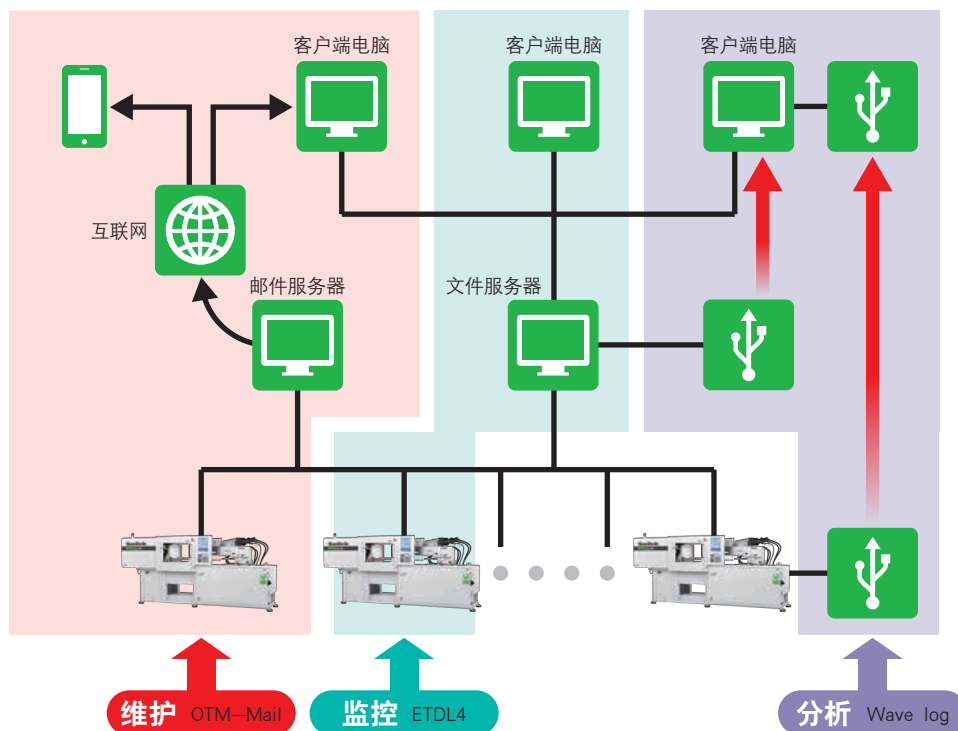 客户端电脑
客户端电脑
客户端电脑
互联网
邮件服务器
文件服务器
维护 OTM—Mail
监控 ETDL4
分析 Wave log